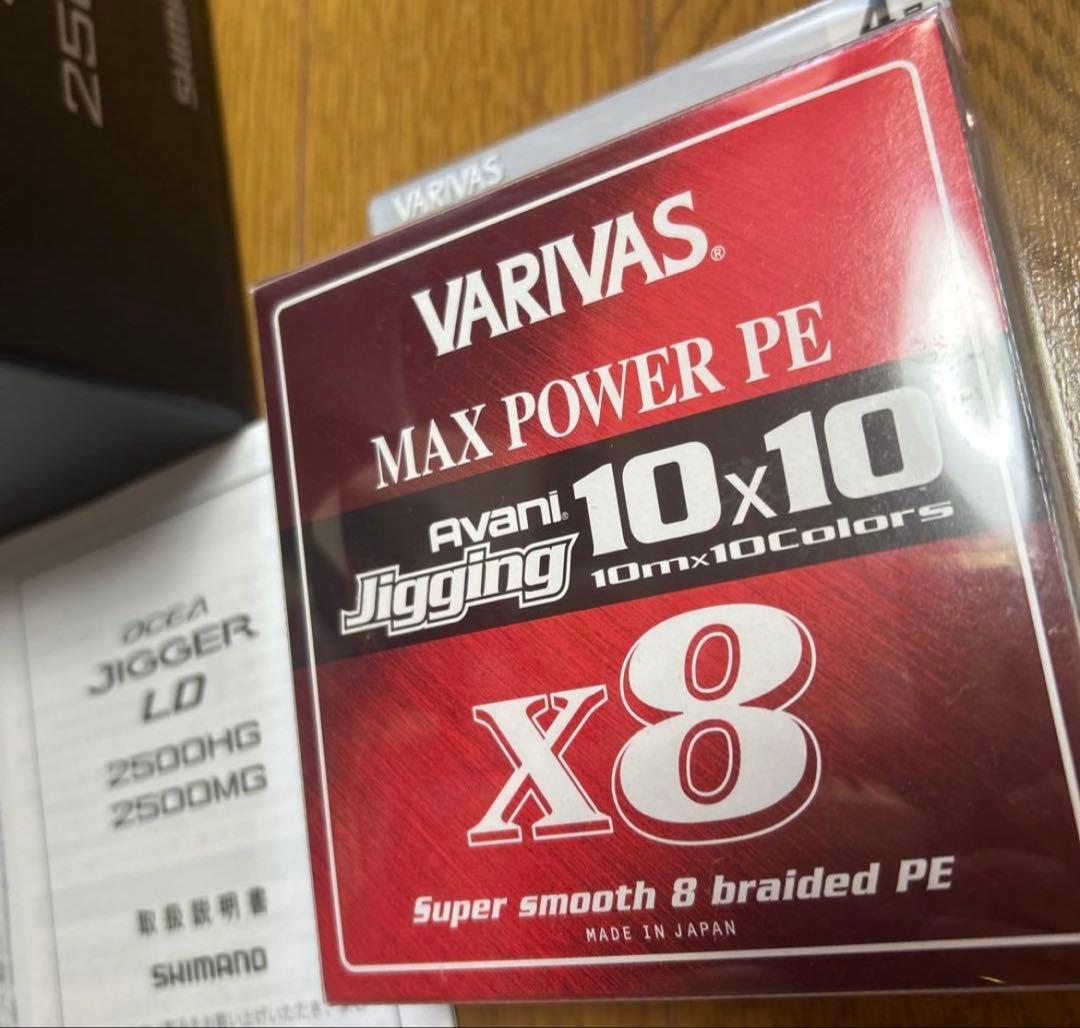 SHIMANO
VARIVAS
VARIVAS®
MAX POWER PE
Avani®
Jigging
10x10
10mx10Colors
X8
Super smooth 8 braided PE
MADE IN JAPAN
OCEA
JIGGER
LD
2500HG
2500MG
取扱説明書
SHIMANO